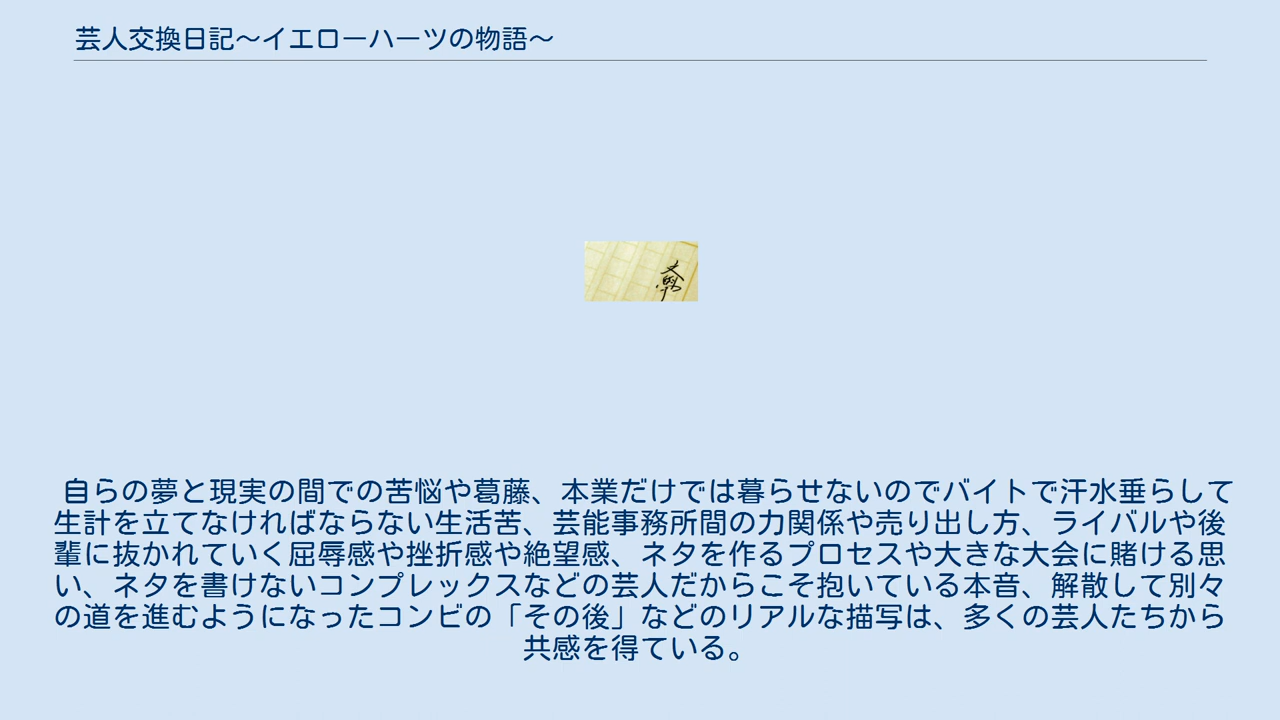 芸人交換日記〜イエローハーツの物語〜
自らの夢と現実の間での苦悩や葛藤、本業だけでは暮らせないのでバイトで汗水垂らして
生計を立てなければならない生活苦、芸能事務所間の力関係や売り出し方、ライバルや後
輩に抜かれていく屈辱感や挫折感や絶望感、ネタを作るプロセスや大きな大会に賭ける思
い、ネタを書けないコンプレックスなどの芸人だからこそ抱いている本音、解散して別々
の道を進むようになったコンビの「その後」などのリアルな描写は、多くの芸人たちから
共感を得ている。